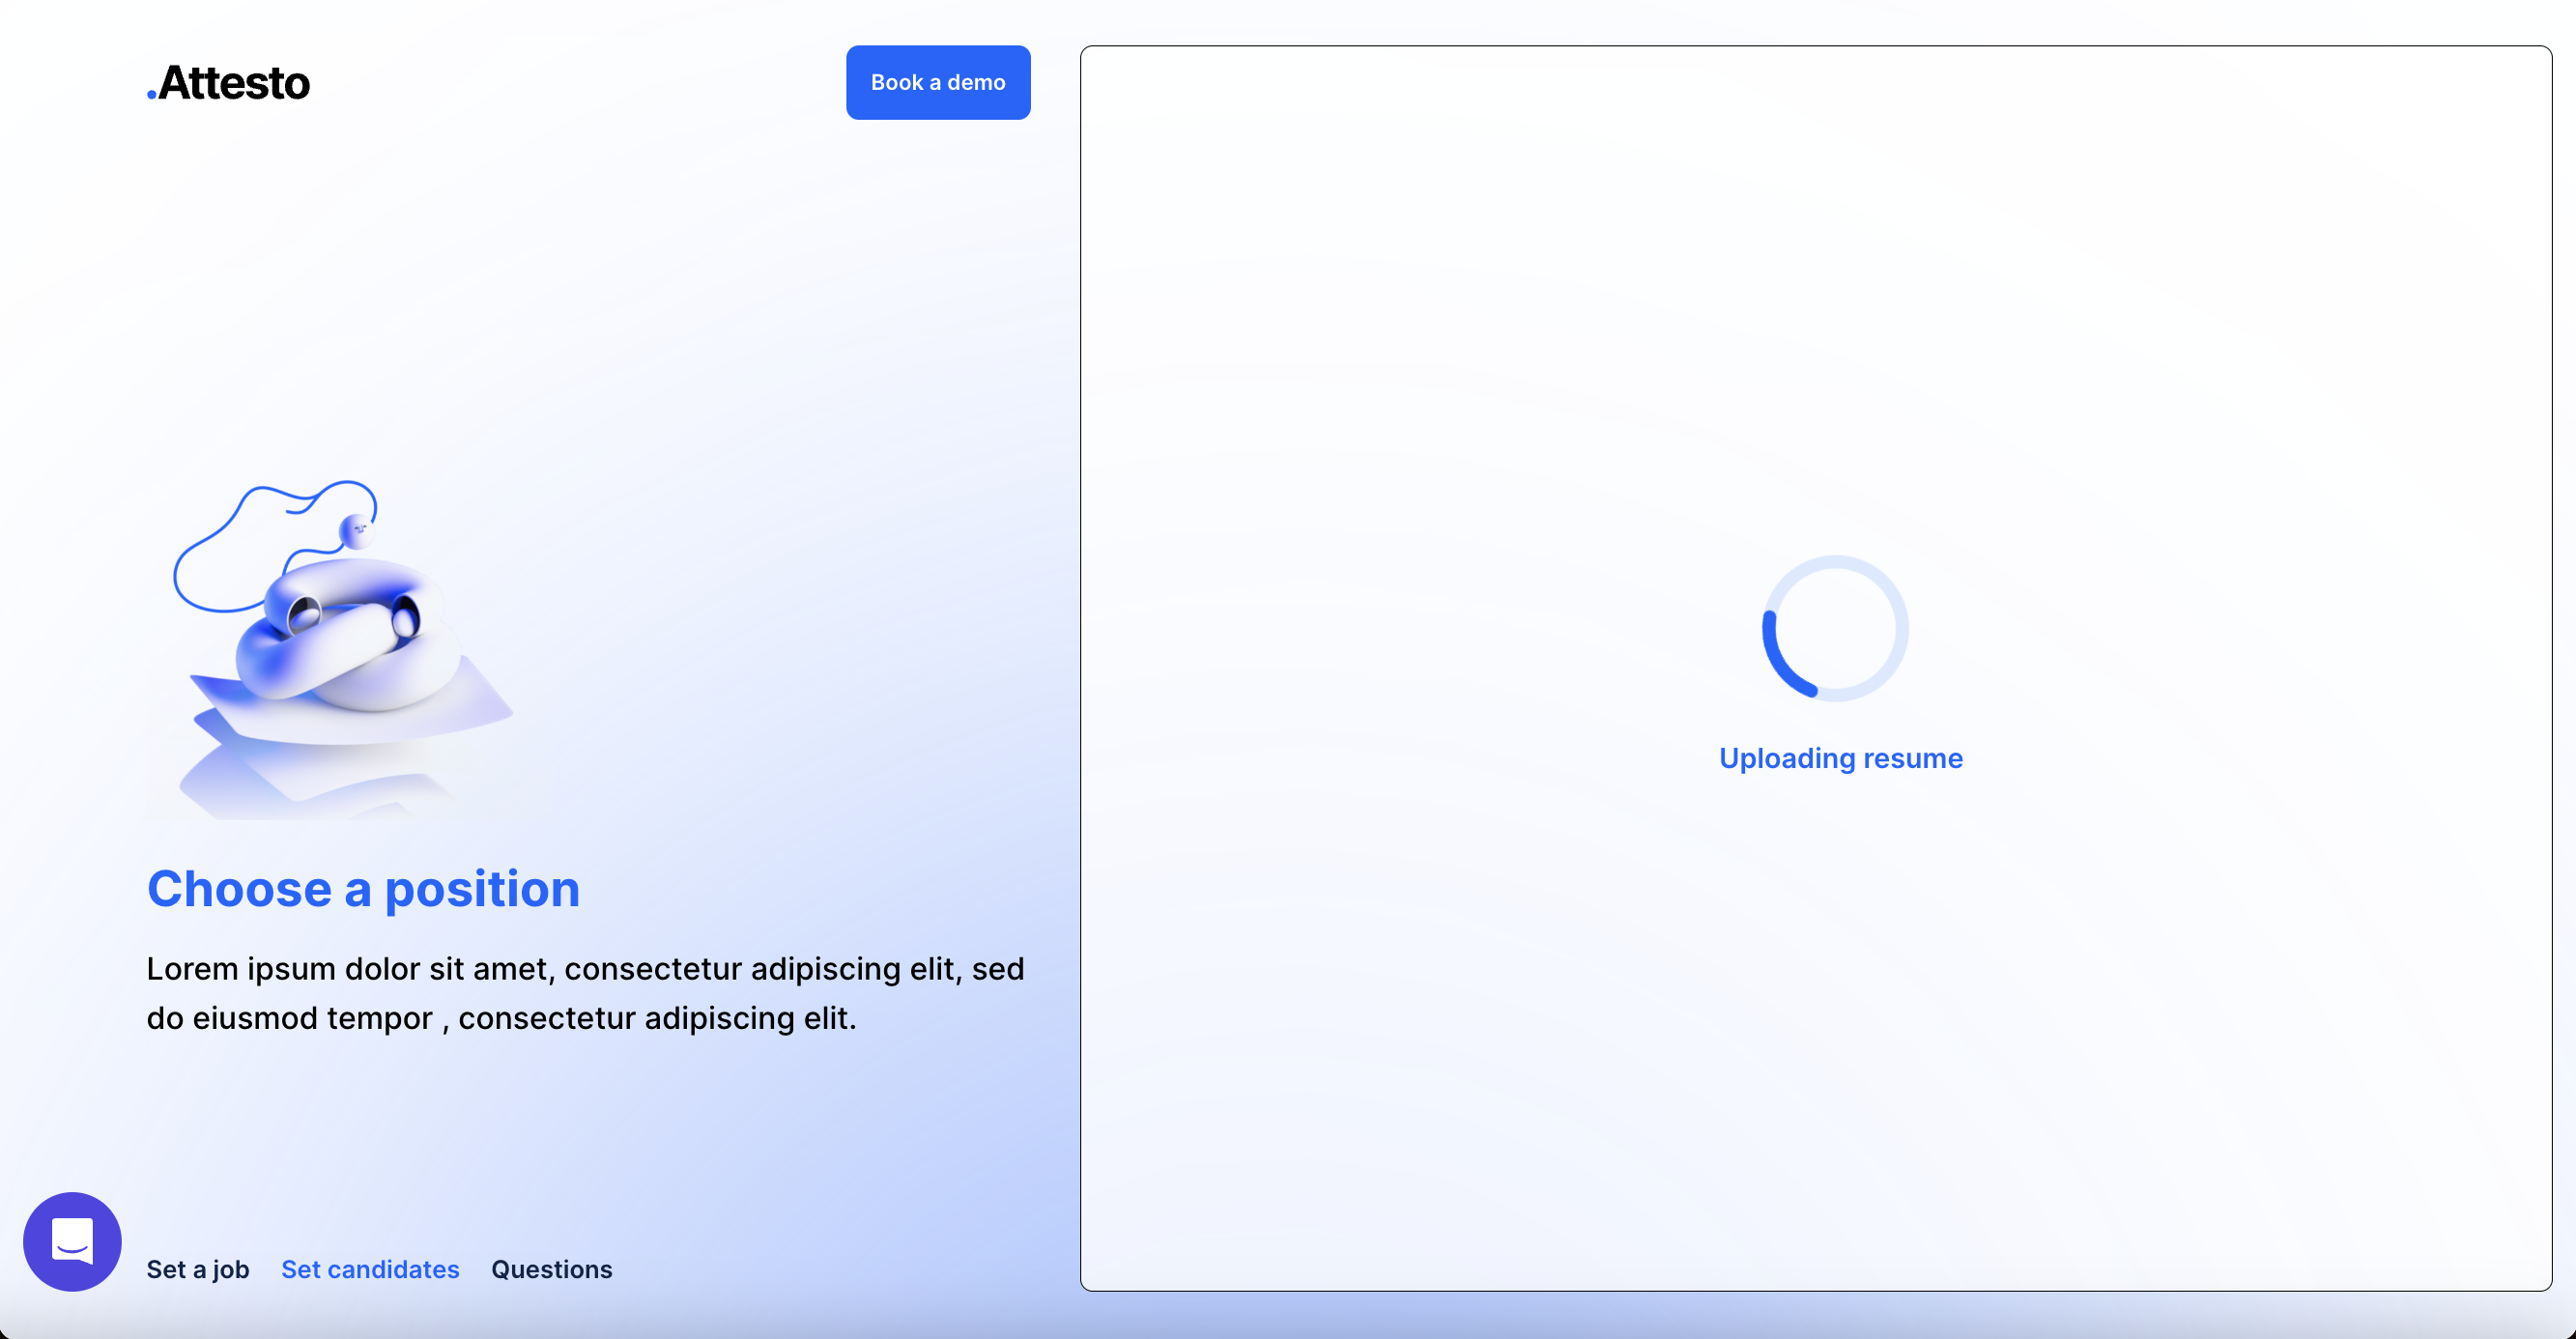 .Attesto
Book a demo
Choose a position
Lorem ipsum dolor sit amet, consectetur adipiscing elit, sed
do eiusmod tempor , consectetur adipiscing elit.
Set a job
Set candidates
Questions
Uploading resume